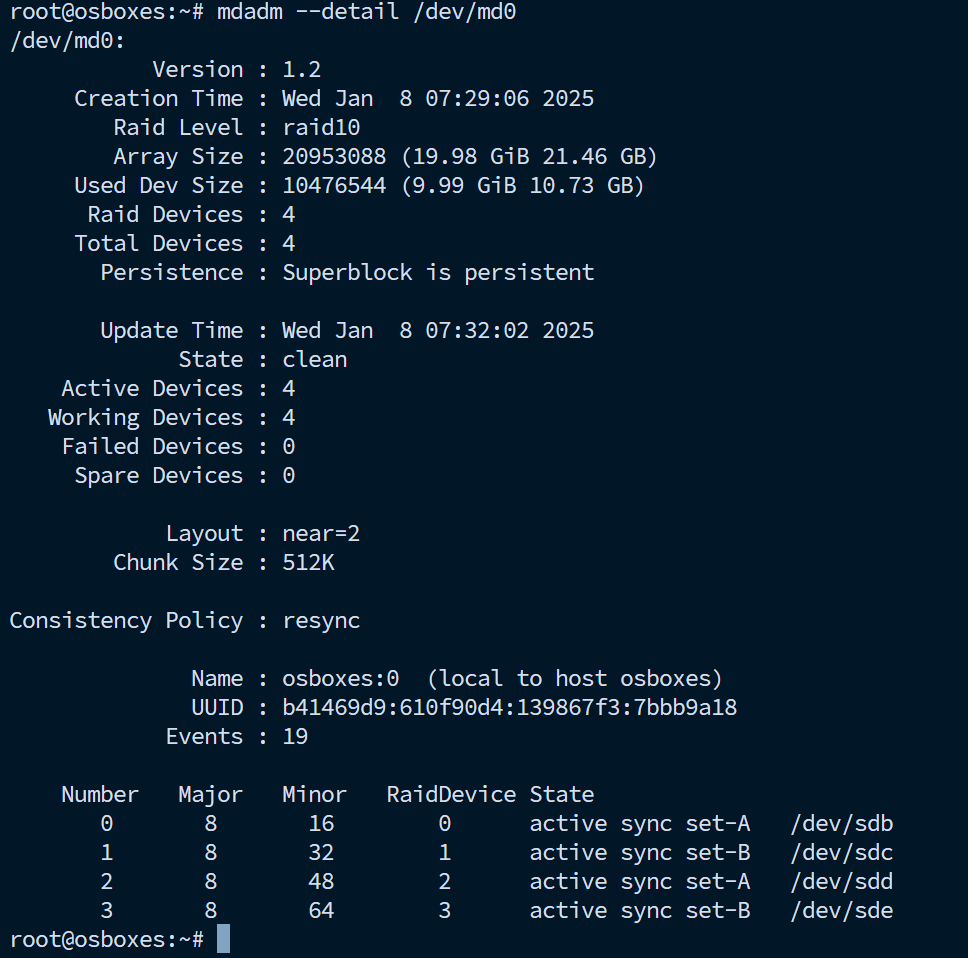 root@osboxes:~# mdadm --detail /dev/md0
/dev/md0:
           Version : 1.2
     Creation Time : Wed Jan  8 07:29:06 2025
        Raid Level : raid10
        Array Size : 20953088 (19.98 GiB 21.46 GB)
     Used Dev Size : 10476544 (9.99 GiB 10.73 GB)
      Raid Devices : 4
     Total Devices : 4
       Persistence : Superblock is persistent

       Update Time : Wed Jan  8 07:32:02 2025
             State : clean
    Active Devices : 4
   Working Devices : 4
    Failed Devices : 0
     Spare Devices : 0

            Layout : near=2
        Chunk Size : 512K

Consistency Policy : resync

              Name : osboxes:0  (local to host osboxes)
              UUID : b41469d9:610f90d4:139867f3:7bbb9a18
            Events : 19

    Number   Major   Minor   RaidDevice State
       0       8       16        0      active sync set-A   /dev/sdb
       1       8       32        1      active sync set-B   /dev/sdc
       2       8       48        2      active sync set-A   /dev/sdd
       3       8       64        3      active sync set-B   /dev/sde
root@osboxes:~#